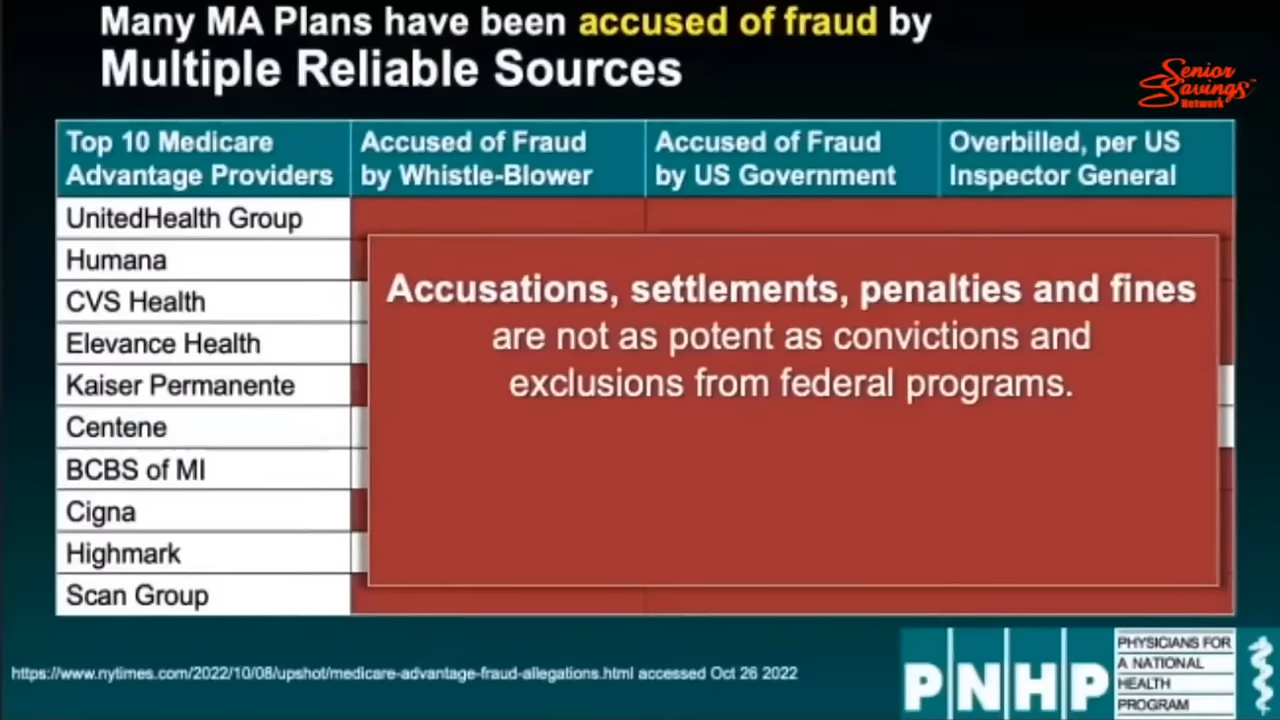 Many MA Plans have been accused of fraud by
Multiple Reliable Sources
Senior
Savings™
Network
Top 10 Medicare
Advantage Providers
Accused of Fraud
by Whistle-Blower
Accused of Fraud
by US Government
Overbilled, per US
Inspector General
UnitedHealth Group
Humana
CVS Health
Elevance Health
Kaiser Permanente
Centene
BCBS of MI
Cigna
Highmark
Scan Group
Accusations, settlements, penalties and fines
are not as potent as convictions and
exclusions from federal programs.
https://www.nytimes.com/2022/10/08/upshot/medicare-advantage-fraud-allegations.html accessed Oct 26 2022
PNHP
PHYSICIANS FOR
A NATIONAL
HEALTH
PROGRAM